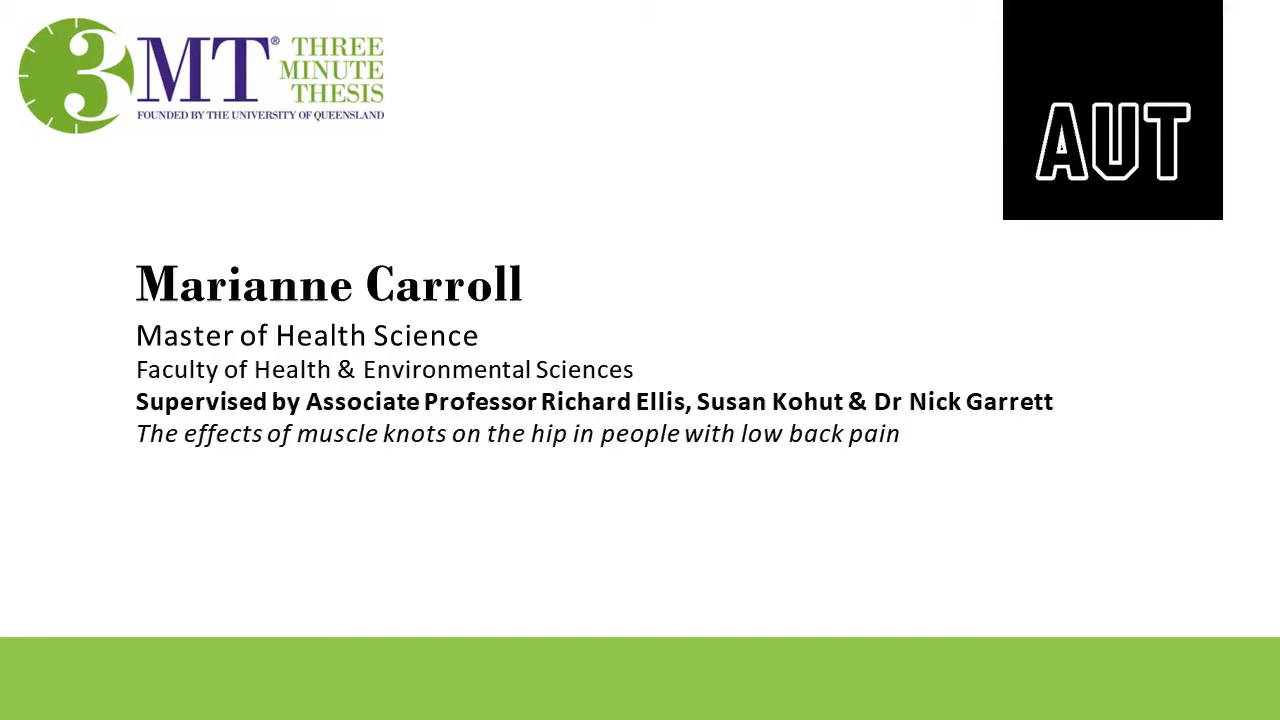 3MT® THREE
MINUTE
THESIS
FOUNDED BY THE UNIVERSITY OF QUEENSLAND
AUT
Marianne Carroll
Master of Health Science
Faculty of Health & Environmental Sciences
Supervised by Associate Professor Richard Ellis, Susan Kohut & Dr Nick Garrett
The effects of muscle knots on the hip in people with low back pain